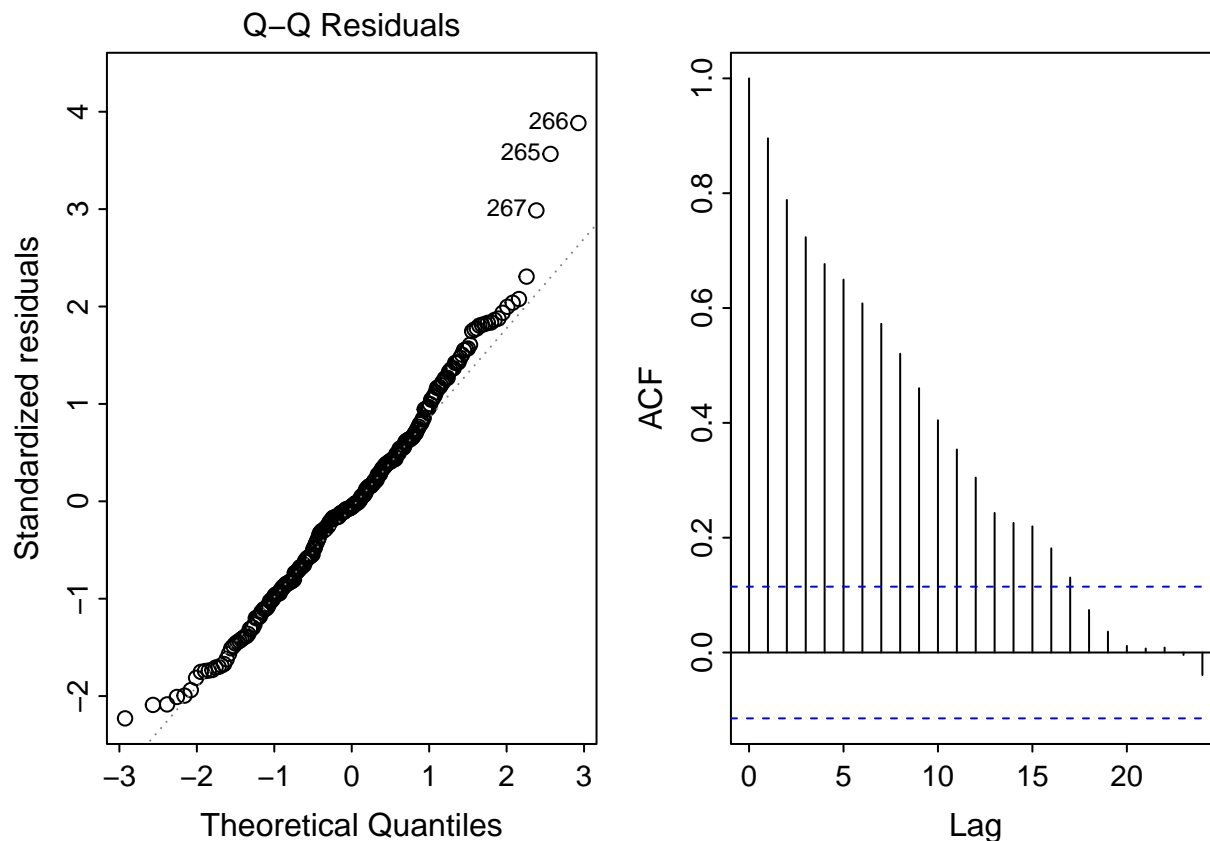 Q−Q Residuals
Standardized residuals
4
3
2
1
0
−1
−2
266
265
267
−3 −2 −1 0 1 2 3
Theoretical Quantiles
ACF
1.0
0.8
0.6
0.4
0.2
0.0
0 5 10 15 20
Lag